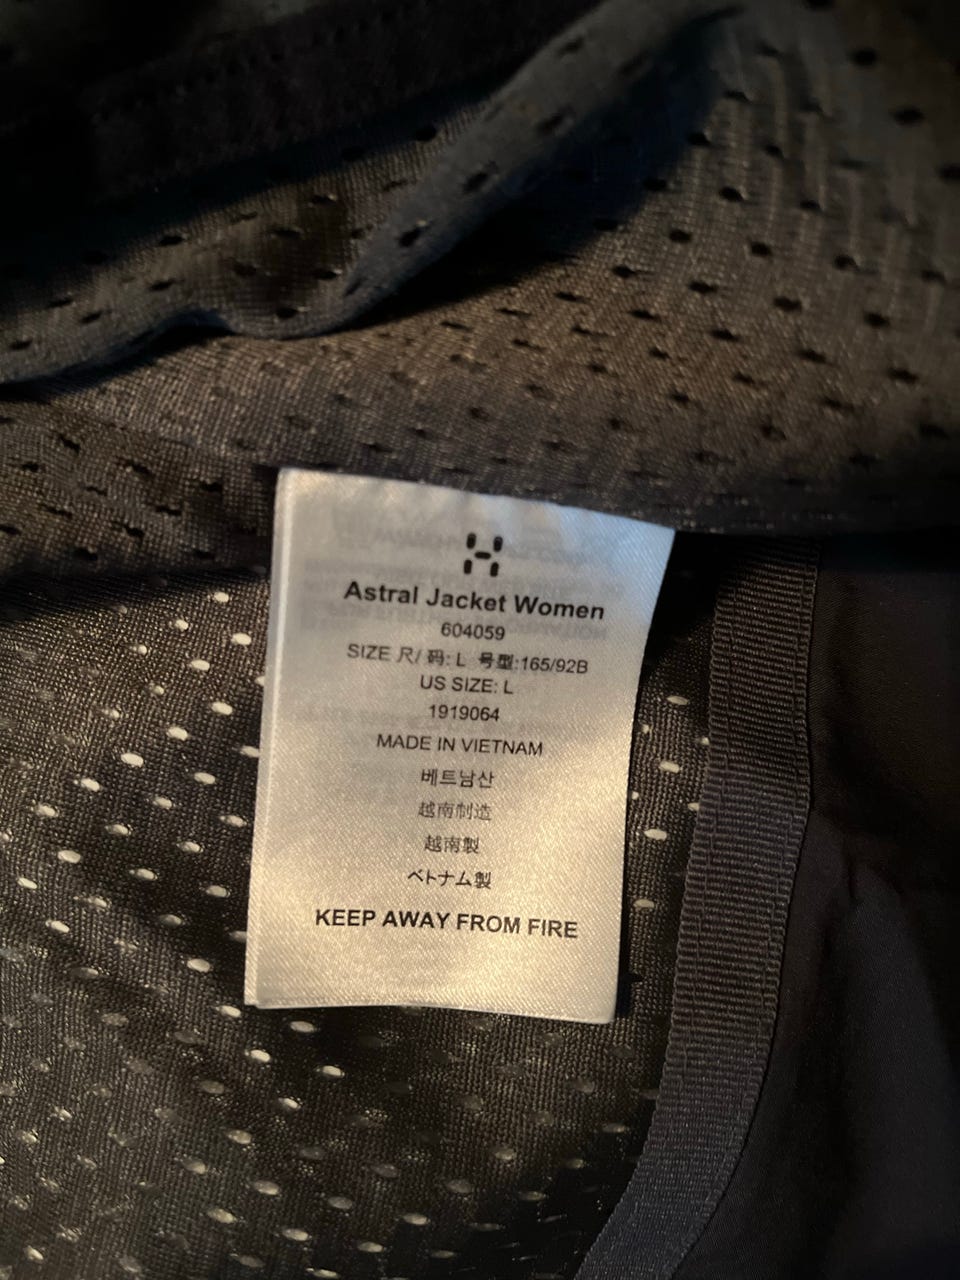 Astral Jacket Women
604059
SIZE 尺/ 码: L 号型:165/92B
US SIZE: L
1919064
MADE IN VIETNAM
베트남산
越南制造
越南製
ベトナム製
KEEP AWAY FROM FIRE